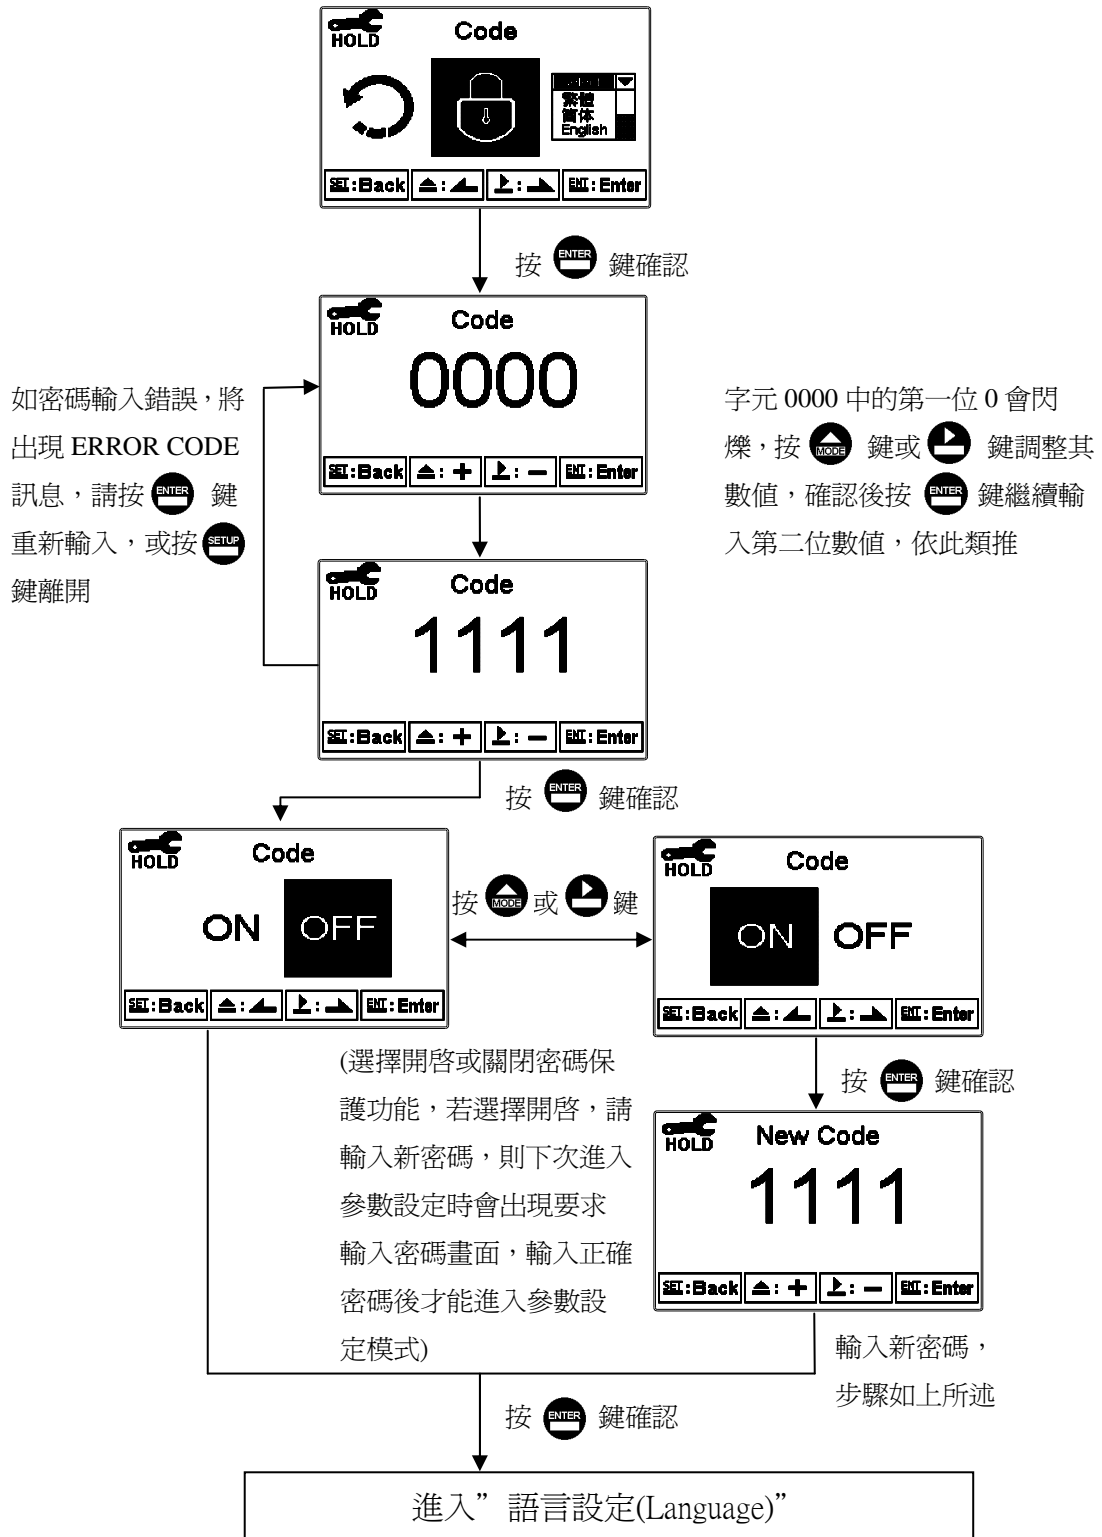 HOLD
Code
繁體
简体
English
SET:Back
:
:
ENT:Enter
按 ENTER 鍵確認
HOLD
Code
0000
SET:Back
: +
: −
ENT:Enter
如密碼輸入錯誤，將
出現 ERROR CODE
訊息，請按 ENTER 鍵
重新輸入，或按 SETUP
鍵離開
字元 0000 中的第一位 0 會閃
爍，按 MODE 鍵或 鍵調整其
數值，確認後按 ENTER 鍵繼續輸
入第二位數值，依此類推
HOLD
Code
1111
SET:Back
: +
: −
ENT:Enter
按 ENTER 鍵確認
HOLD
Code
ON OFF
SET:Back
:
:
ENT:Enter
按 MODE 或 鍵
HOLD
Code
ON OFF
SET:Back
:
:
ENT:Enter
按 ENTER 鍵確認
(選擇開啓或關閉密碼保
護功能，若選擇開啓，請
輸入新密碼，則下次進入
參數設定時會出現要求
輸入密碼畫面，輸入正確
密碼後才能進入參數設
定模式)
HOLD
New Code
1111
SET:Back
: +
: −
ENT:Enter
輸入新密碼，
步驟如上所述
按 ENTER 鍵確認
進入”語言設定(Language)”